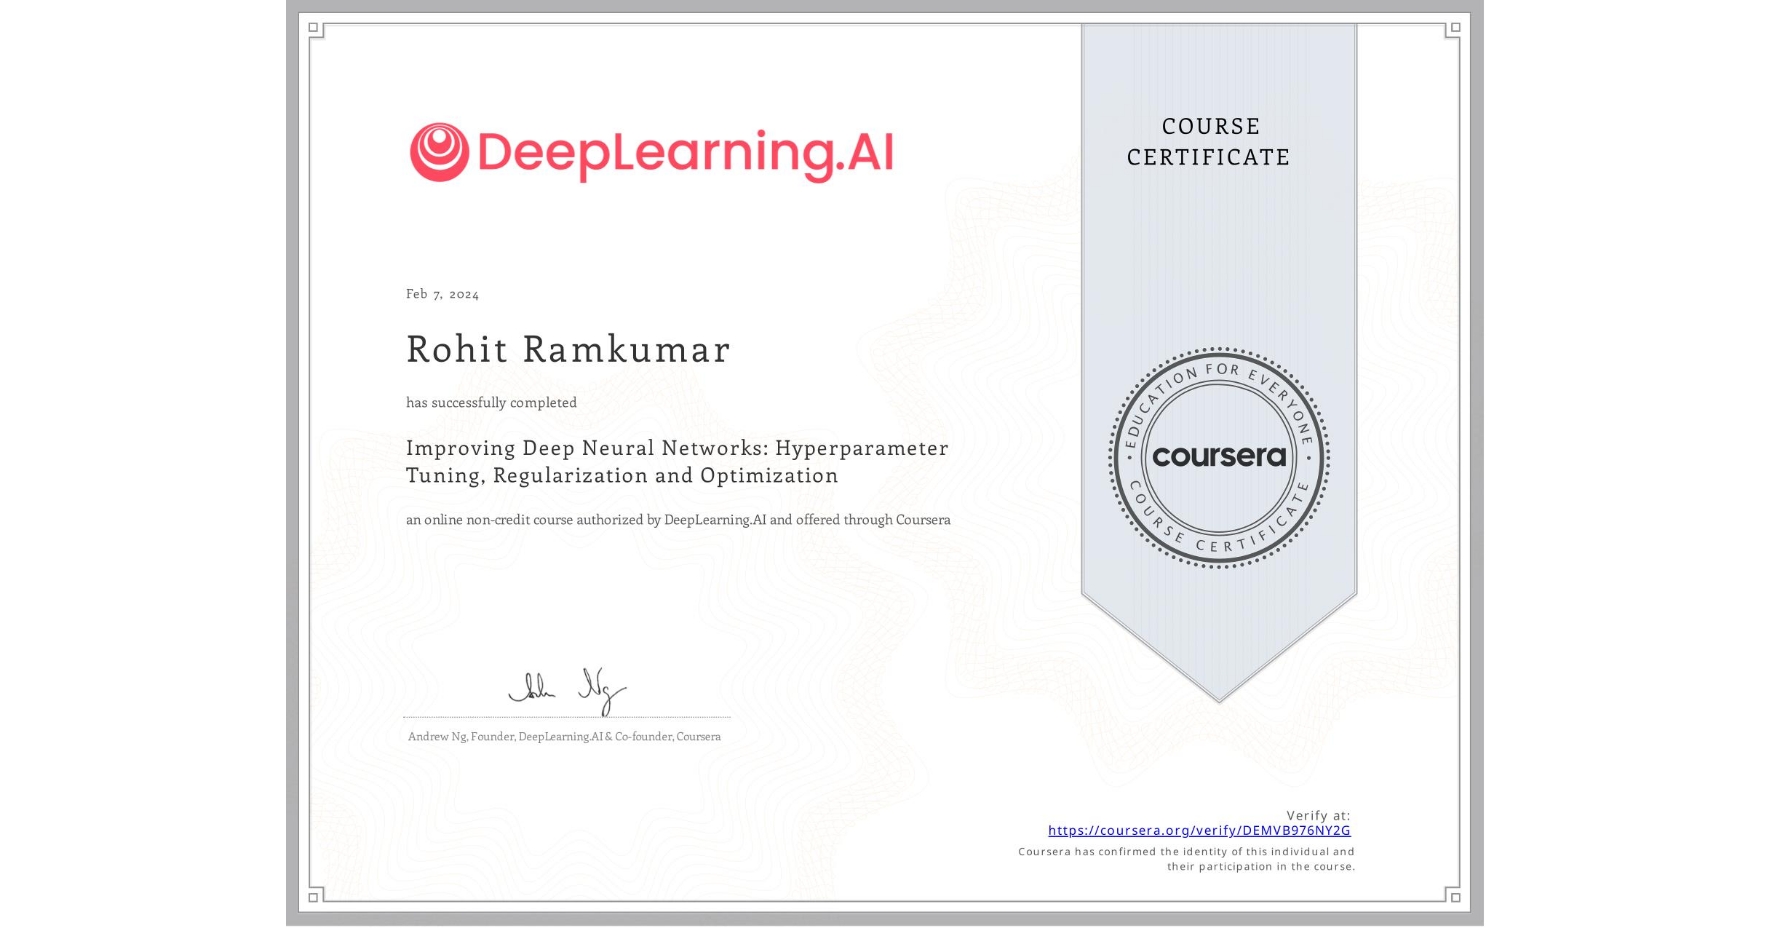 DeepLearning.AI
COURSE
CERTIFICATE
Feb 7, 2024
Rohit Ramkumar
has successfully completed
Improving Deep Neural Networks: Hyperparameter
Tuning, Regularization and Optimization
an online non-credit course authorized by DeepLearning.AI and offered through Coursera
EDUCATION FOR EVERYONE
coursera
COURSE CERTIFICATE
Andrew Ng, Founder, DeepLearning.AI & Co-founder, Coursera
Verify at:
https://coursera.org/verify/DEMVB976NY2G
Coursera has confirmed the identity of this individual and
their participation in the course.